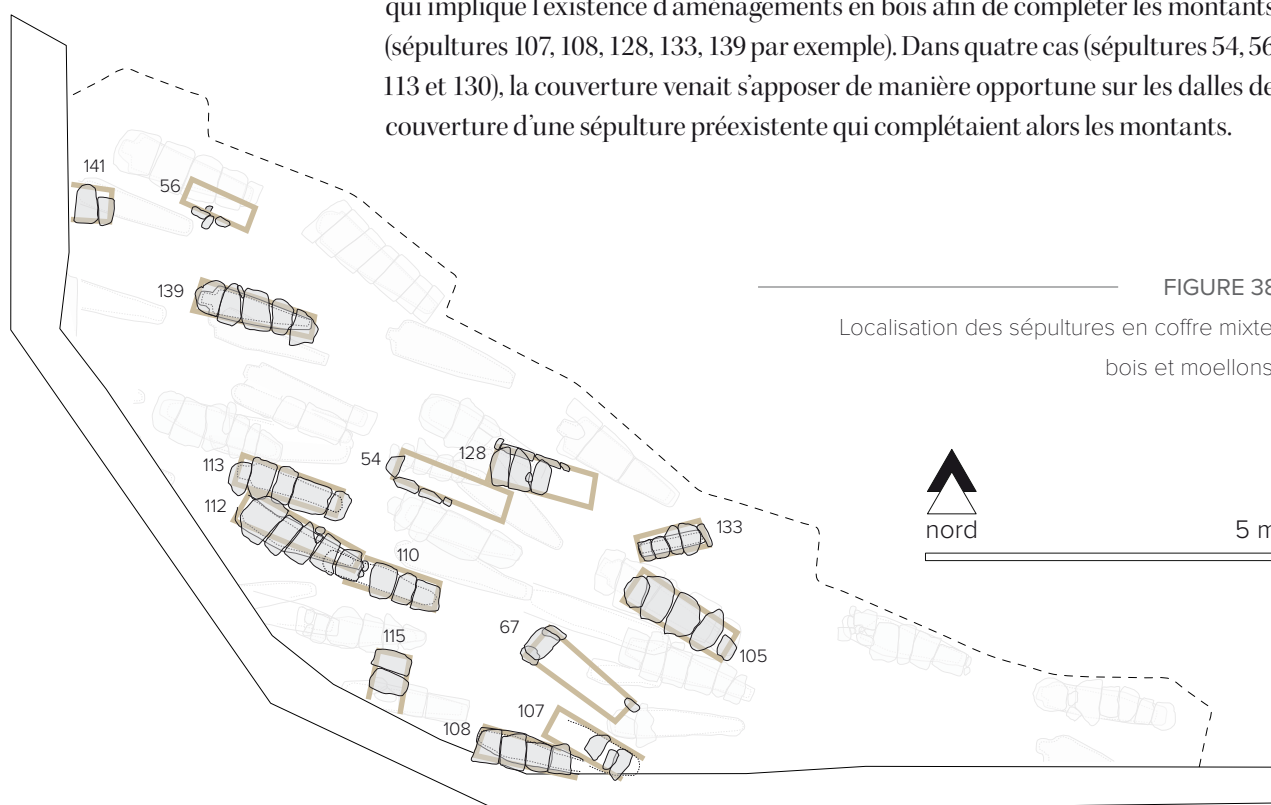 qui implique l'existence d'aménagements en bois afin de compléter les montants
(sépultures 107, 108, 128, 133, 139 par exemple). Dans quatre cas (sépultures 54, 56
113 et 130), la couverture venait s'apposer de manière opportune sur les dalles de
couverture d'une sépulture préexistente qui complétaient alors les montants.
141
56
139
FIGURE 38
Localisation des sépultures en coffre mixte
bois et moellons
113
54
128
112
110
133
nord
5 m
115
67
105
108
107